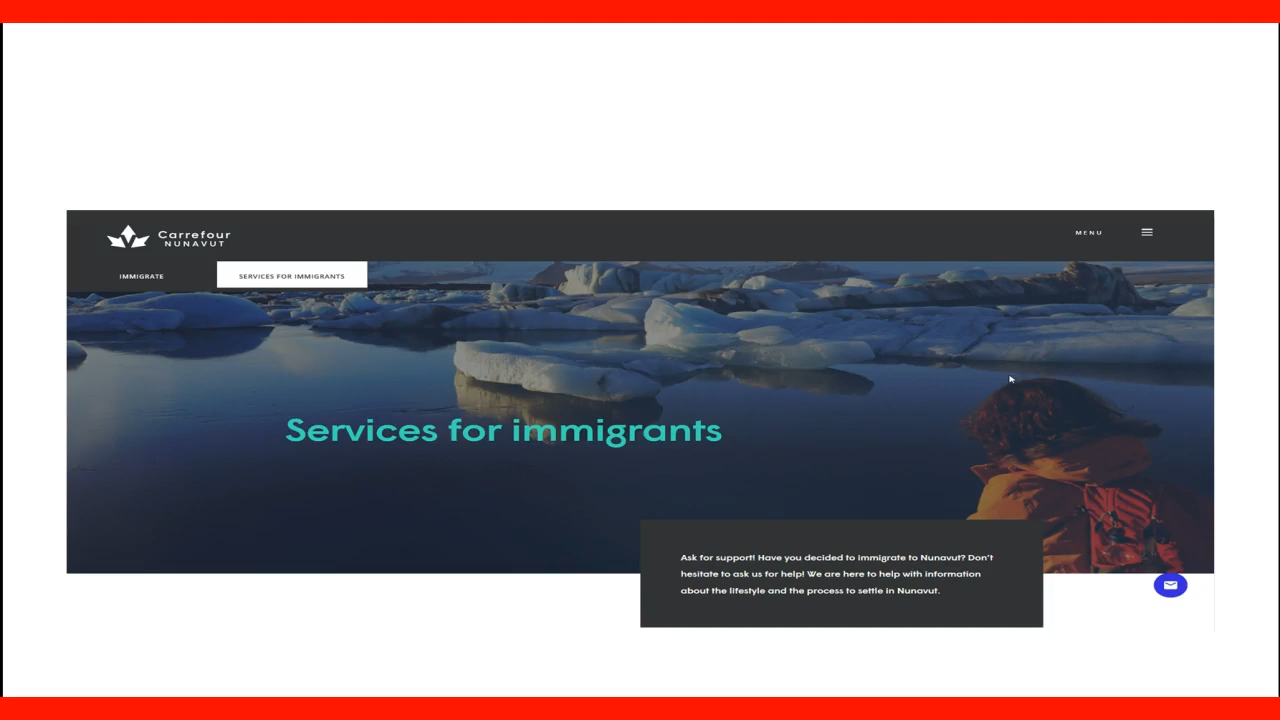 Carrefour
NUNAVUT
MENU
IMMIGRATE
SERVICES FOR IMMIGRANTS
Services for immigrants
Ask for support! Have you decided to immigrate to Nunavut? Don't
hesitate to ask us for help! We are here to help with information
about the lifestyle and the process to settle in Nunavut.